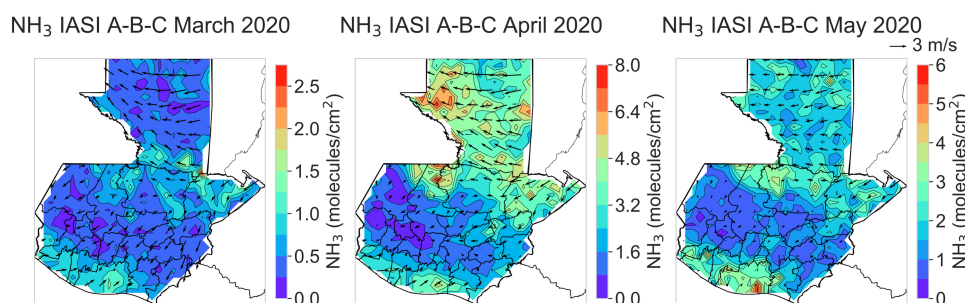 NH₃ IASI A-B-C March 2020
NH₃ IASI A-B-C April 2020
NH₃ IASI A-B-C May 2020
3 m/s
2.5
2.0
1.5
1.0
0.5
0.0
NH₃ (molecules/cm²)
8.0
6.4
4.8
3.2
1.6
0.0
NH₃ (molecules/cm²)
6
5
4
3
2
1
0
NH₃ (molecules/cm²)